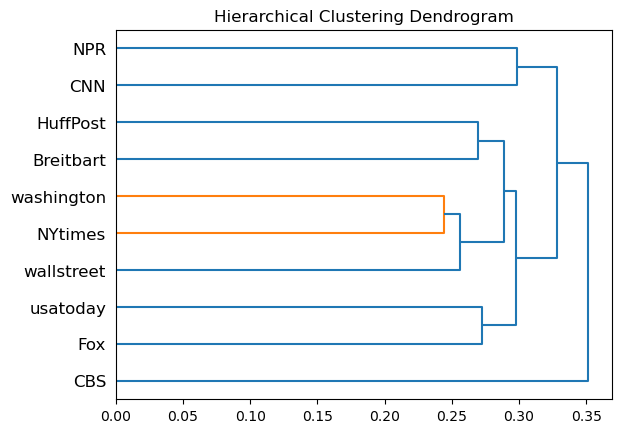 Hierarchical Clustering Dendrogram
NPR
CNN
HuffPost
Breitbart
washington
NYtimes
wallstreet
usatoday
Fox
CBS
0.00 0.05 0.10 0.15 0.20 0.25 0.30 0.35